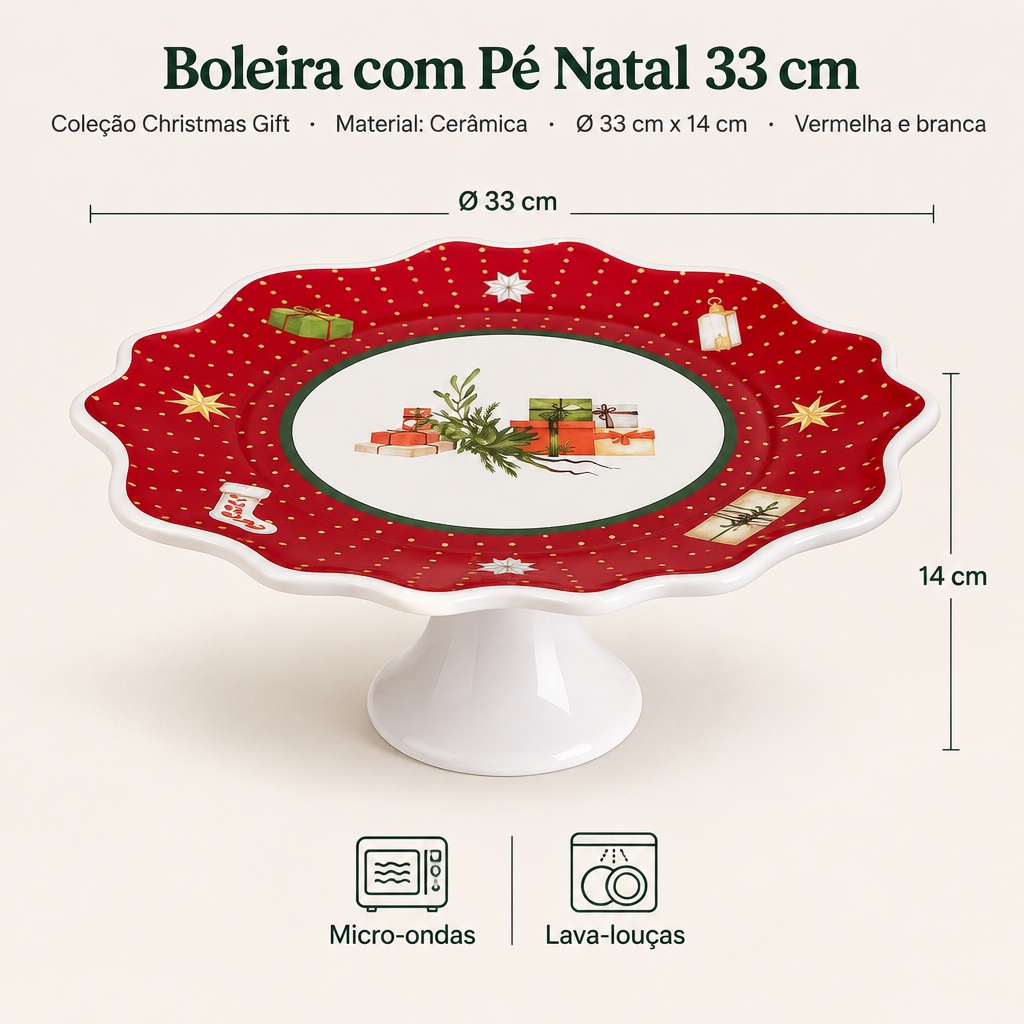 Boleira com Pé Natal 33 cm
Coleção Christmas Gift • Material: Cerâmica • Ø 33 cm x 14 cm • Vermelha e branca
Ø 33 cm
14 cm
Micro-ondas
Lava-louças